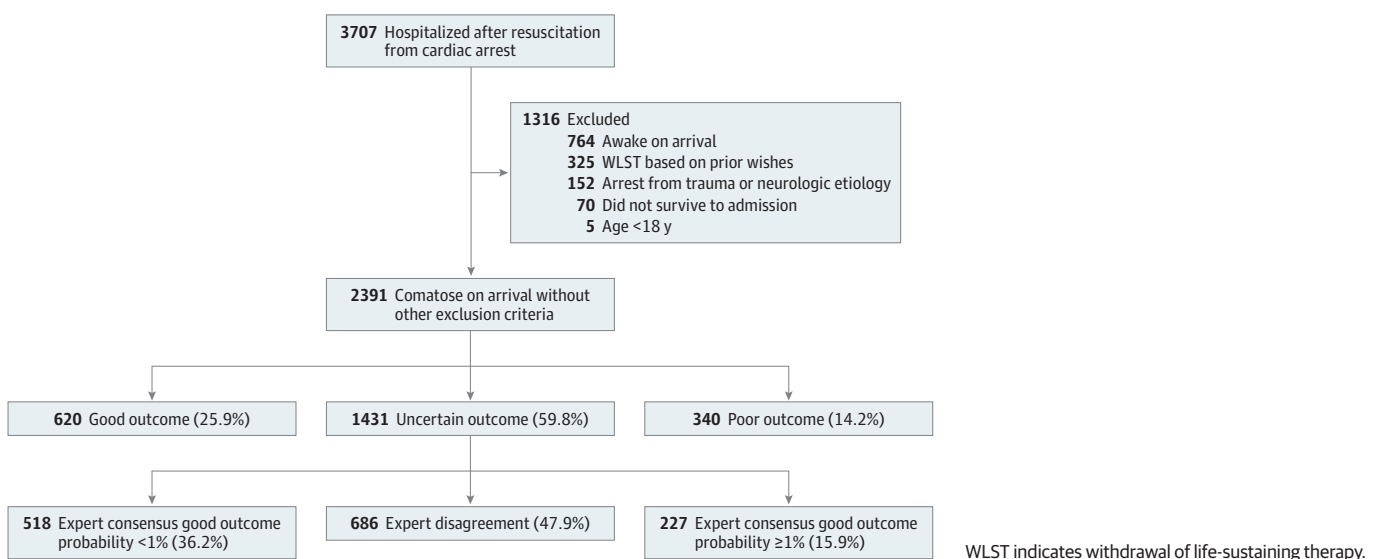 3707 Hospitalized after resuscitation
from cardiac arrest
1316 Excluded
764 Awake on arrival
325 WLST based on prior wishes
152 Arrest from trauma or neurologic etiology
70 Did not survive to admission
5 Age <18 y
2391 Comatose on arrival without
other exclusion criteria
620 Good outcome (25.9%)
1431 Uncertain outcome (59.8%)
340 Poor outcome (14.2%)
518 Expert consensus good outcome
probability <1% (36.2%)
686 Expert disagreement (47.9%)
227 Expert consensus good outcome
probability ≥1% (15.9%)
WLST indicates withdrawal of life-sustaining therapy.